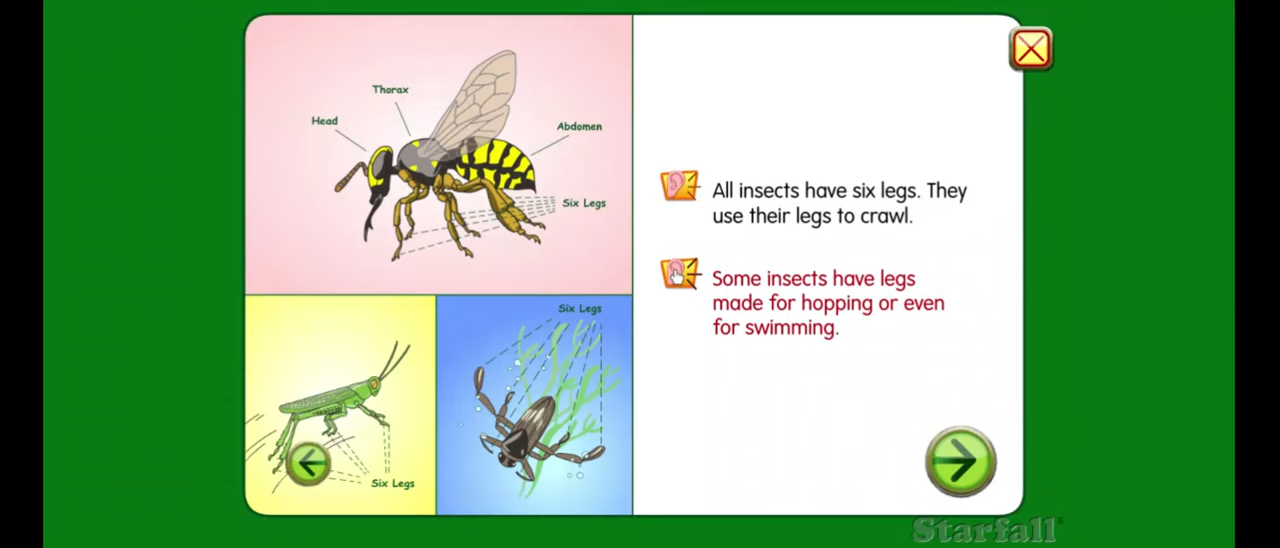 Thorax
Head
Abdomen
Six Legs
Six Legs
Six Legs
All insects have six legs. They
use their legs to crawl.
Some insects have legs
made for hopping or even
for swimming.
Starfall